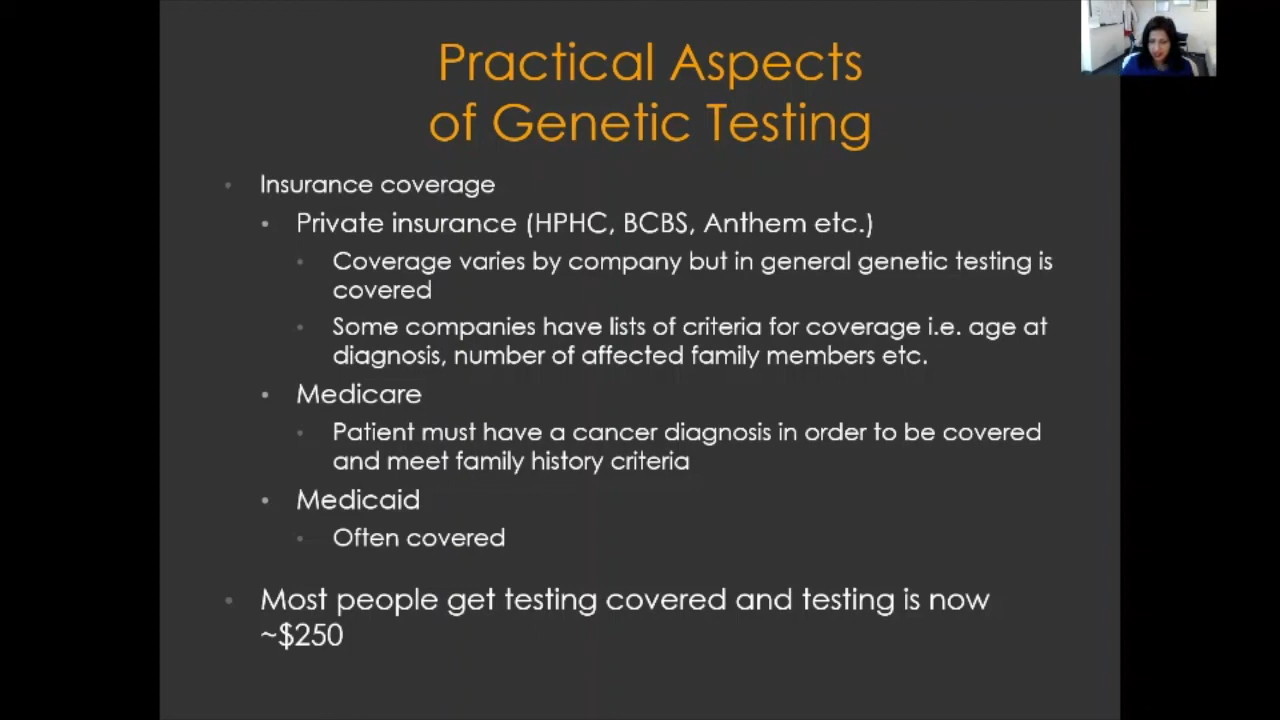 Practical Aspects
of Genetic Testing
Insurance coverage
Private insurance (HPHC, BCBS, Anthem etc.)
Coverage varies by company but in general genetic testing is
covered
Some companies have lists of criteria for coverage i.e. age at
diagnosis, number of affected family members etc.
Medicare
Patient must have a cancer diagnosis in order to be covered
and meet family history criteria
Medicaid
Often covered
Most people get testing covered and testing is now
~$250